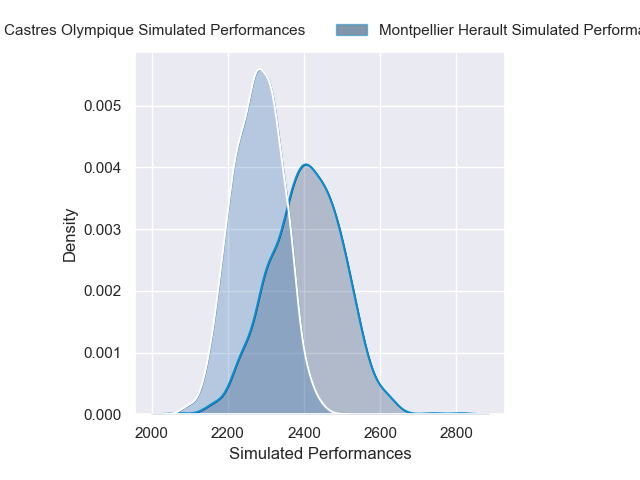 Castres Olympique Simulated Performances
Montpellier Herault Simulated
0.005
0.004
0.003
0.002
0.001
0.000
Density
2000 2200 2400 2600 2800
Simulated Performances